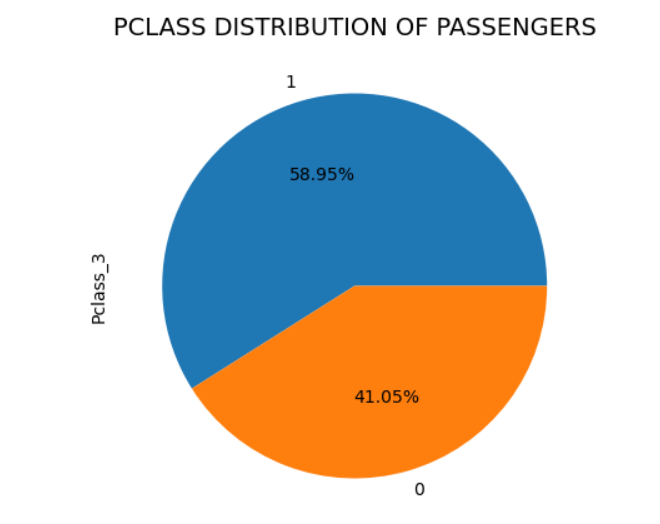 PCLASS DISTRIBUTION OF PASSENGERS
1
58.95%
Pclass_3
41.05%
0